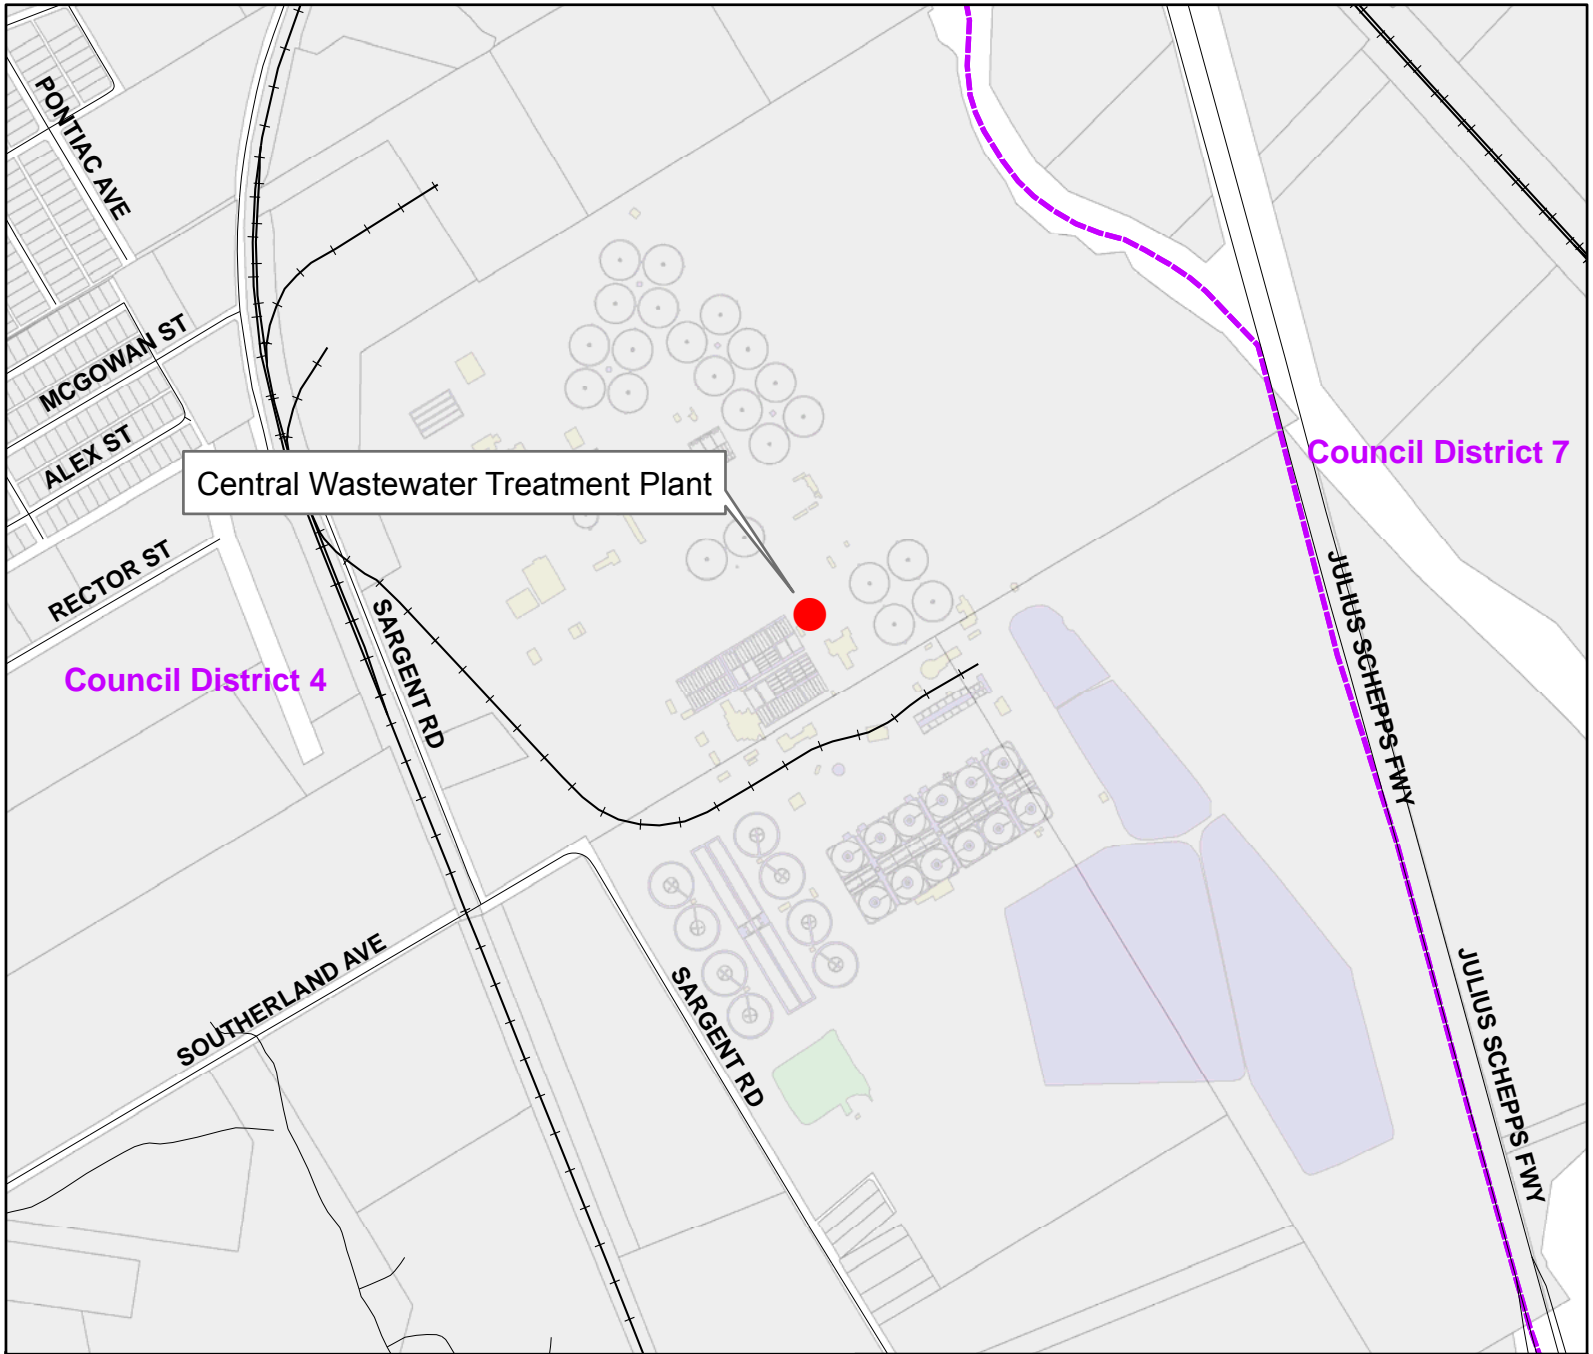 PONTIAC AVE
MCGOWAN ST
ALEX ST
Council District 7
Central Wastewater Treatment Plant
RECTOR ST
SARGENT RD
JULIUS SCHEPPS FWY
Council District 4
SOUTHERLAND AVE
SARGENT RD
JULIUS SCHEPPS FWY